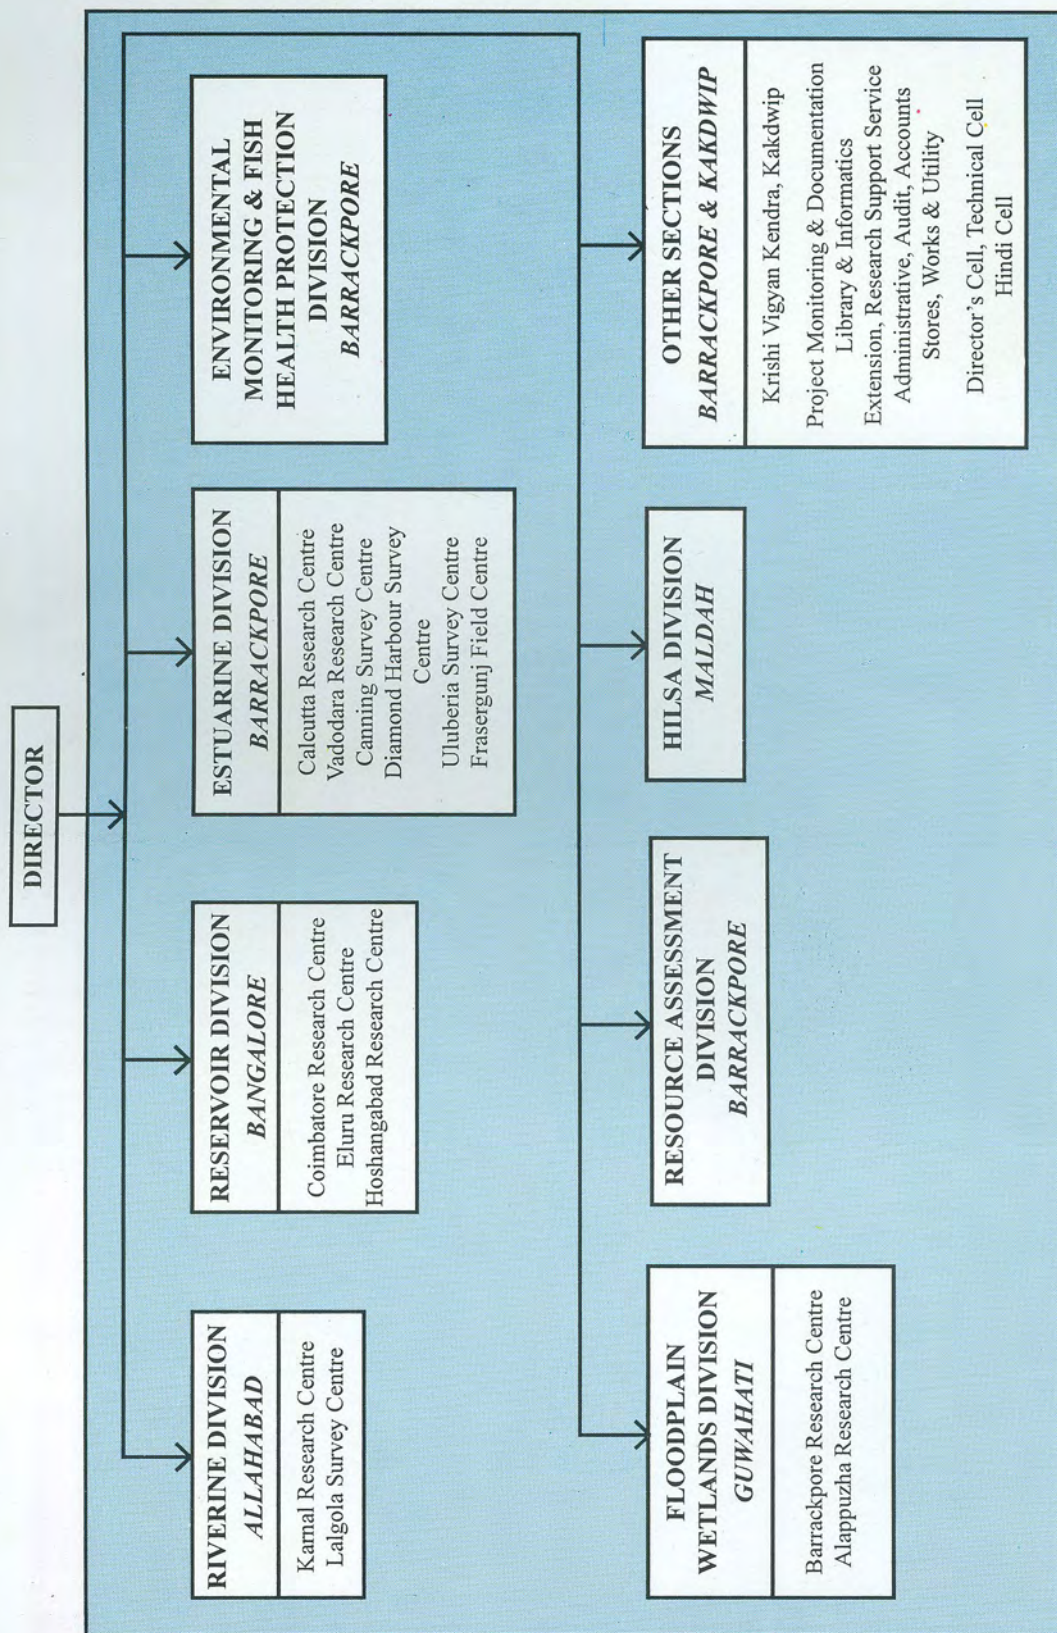 DIRECTOR
RIVERINE DIVISION
ALLAHABAD
Karnal Research Centre
Lalgola Survey Centre
RESERVOIR DIVISION
BANGALORE
Coimbatore Research Centre
Eluru Research Centre
Hoshangabad Research Centre
ESTUARINE DIVISION
BARRACKPORE
Calcutta Research Centre
Vadodara Research Centre
Canning Survey Centre
Diamond Harbour Survey
Centre
Uluberia Survey Centre
Frasergunj Field Centre
ENVIRONMENTAL
MONITORING & FISH
HEALTH PROTECTION
DIVISION
BARRACKPORE
FLOODPLAIN
WETLANDS DIVISION
GUWAHATI
Barrackpore Research Centre
Alappuzha Research Centre
RESOURCE ASSESSMENT
DIVISION
BARRACKPORE
HILSA DIVISION
MALDAH
OTHER SECTIONS
BARRACKPORE & KAKDWIP
Krishi Vigyan Kendra, Kakdwip
Project Monitoring & Documentation
Library & Informatics
Extension, Research Support Service
Administrative, Audit, Accounts
Stores, Works & Utility
Director's Cell, Technical Cell
Hindi Cell